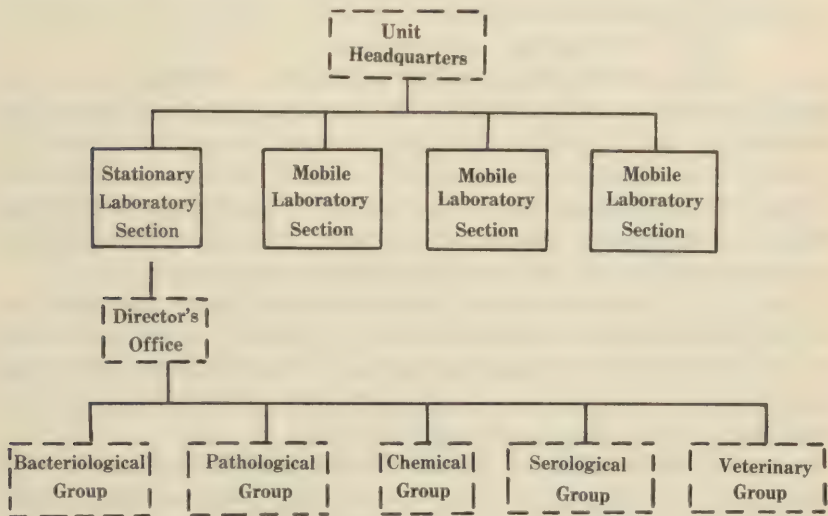 Unit
Headquarters
Stationary
Laboratory
Section
Mobile
Laboratory
Section
Mobile
Laboratory
Section
Mobile
Laboratory
Section
Director's
Office
Bacteriological
Group
Pathological
Group
Chemical
Group
Serological
Group
Veterinary
Group